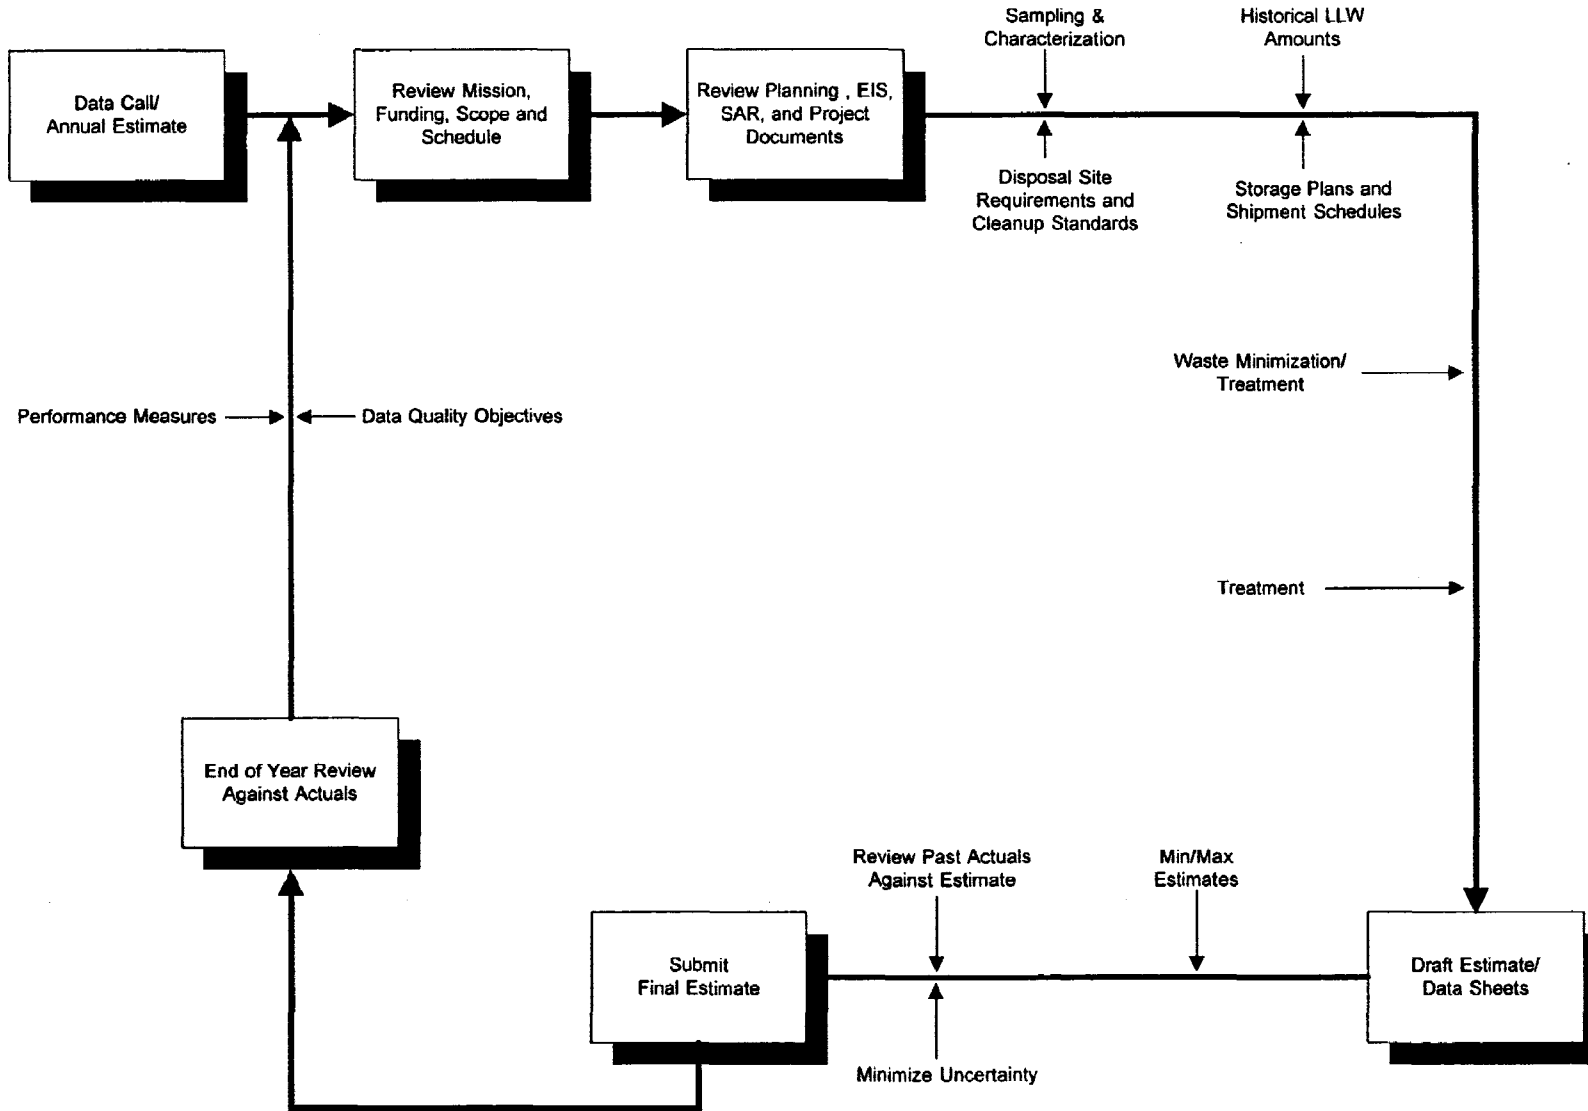 Sampling &
Characterization
Historical LLW
Amounts
Data Call/
Annual Estimate
Review Mission,
Funding, Scope and
Schedule
Review Planning , EIS,
SAR, and Project
Documents
Disposal Site
Requirements and
Cleanup Standards
Storage Plans and
Shipment Schedules
Waste Minimization/
Treatment
Performance Measures
Data Quality Objectives
Treatment
End of Year Review
Against Actuals
Review Past Actuals
Against Estimate
Min/Max
Estimates
Submit
Final Estimate
Draft Estimate/
Data Sheets
Minimize Uncertainty